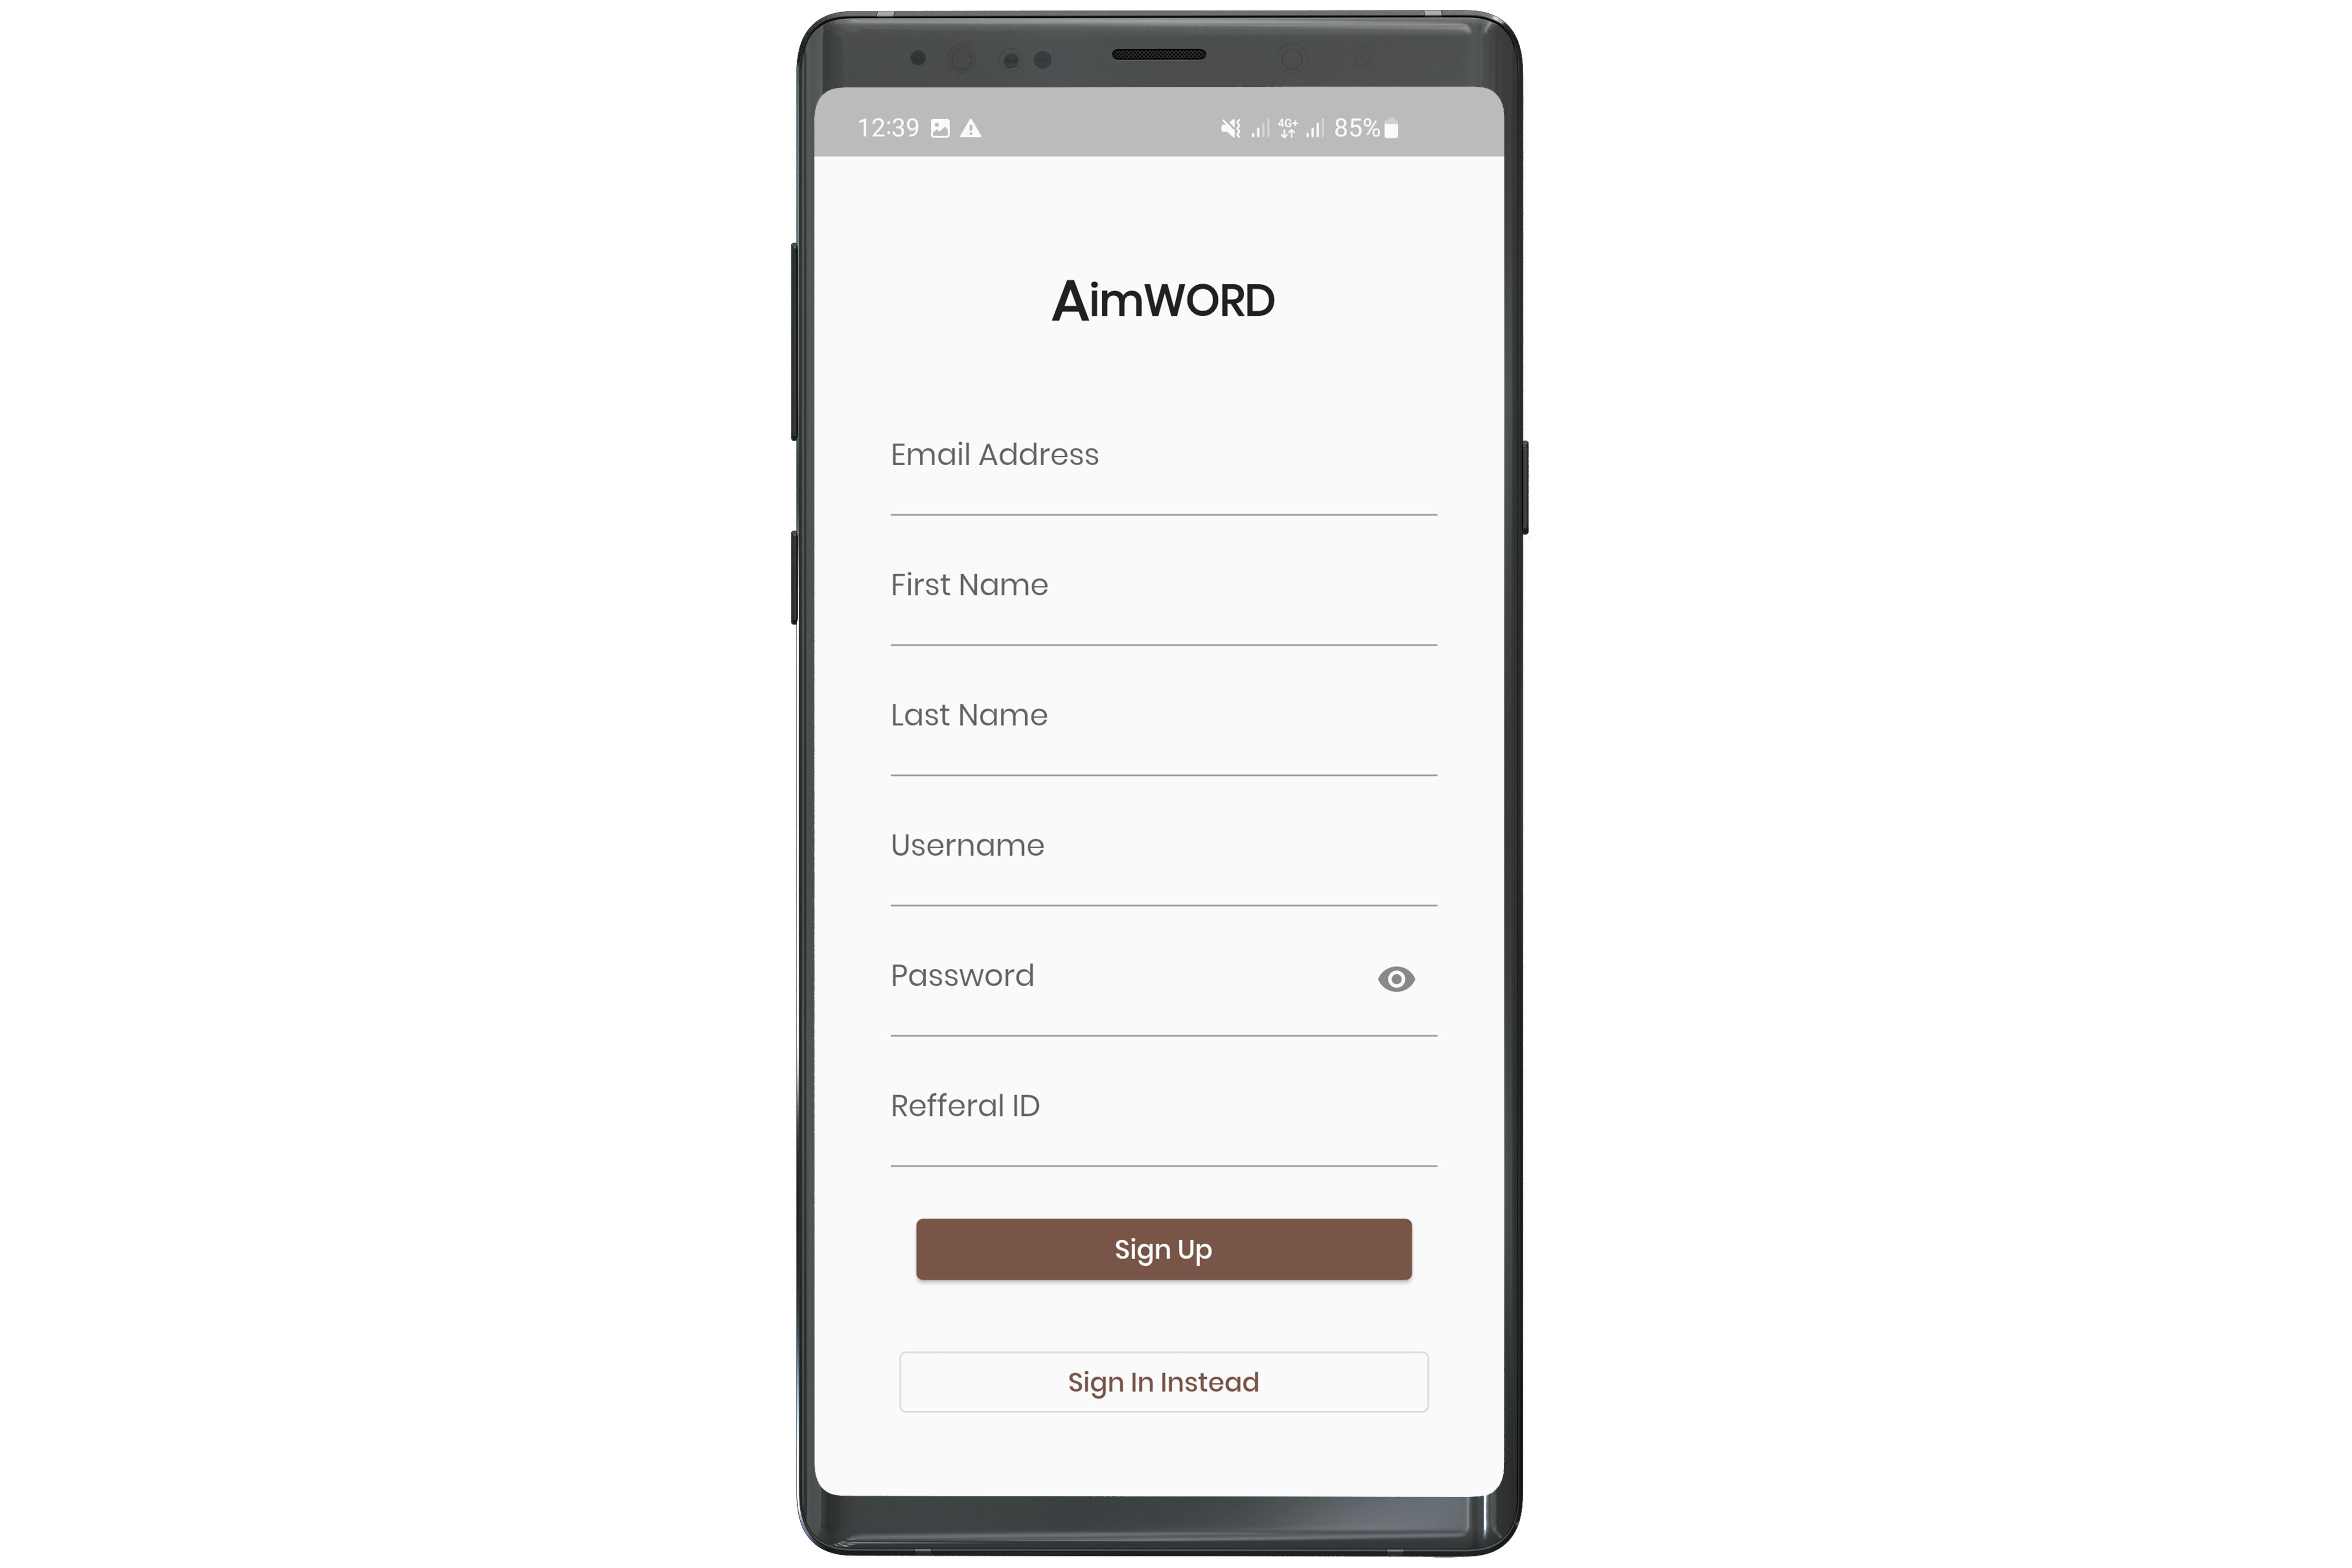 12:39 4G+ 85%
AimWORD
Email Address
First Name
Last Name
Username
Password
Refferal ID
Sign Up
Sign In Instead